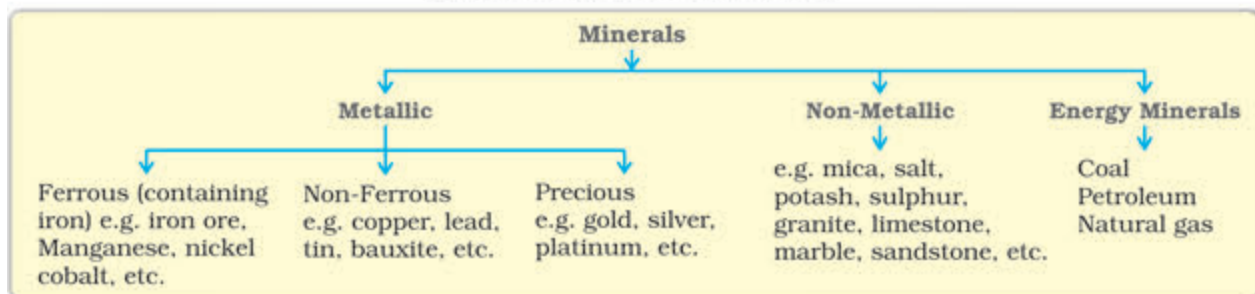 Minerals
Metallic
Non-Metallic
Energy Minerals
Ferrous (containing
iron) e.g. iron ore,
Manganese, nickel
cobalt, etc.
Non-Ferrous
e.g. copper, lead,
tin, bauxite, etc.
Precious
e.g. gold, silver,
platinum, etc.
e.g. mica, salt,
potash, sulphur,
granite, limestone,
marble, sandstone, etc.
Coal
Petroleum
Natural gas